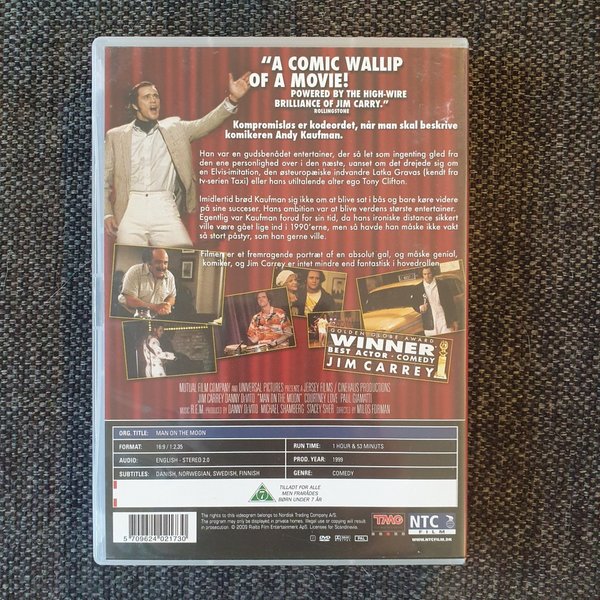 “A COMIC WALLIP
OF A MOVIE!
POWERED BY THE HIGH-WIRE
BRILLIANCE OF JIM CARRY.”
ROLLINGSTONE
Kompromisløs er kodeordet, når man skal beskrive
komikeren Andy Kaufman.
Han var en gudsbenådet entertainer, der så let som ingenting gled fra
den ene personlighed over i den næste, uanset om det drejede sig om
en Elvis-imitation, den østeuropæiske indvandre Latka Gravas (kendt fra
tv-serien Taxi) eller hans utiltalende alter ego Tony Clifton.
Imidlertid brød Kaufman sig ikke om at blive sat i bås og bare køre videre
på sine succeser. Hans ambition var at blive verdens største entertainer.
Egentlig var Kaufman forud for sin tid, da hans ironiske distance sikkert
ville være gået lige ind i 1990'erne, men så havde han måske ikke vakt
så stort påstyr, som han gerne ville.
Filmen er et fremragende portræt af en absolut gal, og måske genial,
komiker, og Jim Carrey er intet mindre end fantastisk i hovedrollen.
GOLDEN GLOBE AWARD
WINNER
BEST ACTOR - COMEDY
JIM CARREY
MUTUAL FILM COMPANY AND UNIVERSAL PICTURES PRESENTS A JERSEY FILMS / CINEHAUS PRODUCTIONS
JIM CARREY DANNY DEVITO "MAN ON THE MOON" COURTNEY LOVE PAUL GIAMATTI
MUSIC R.E.M. PRODUCED BY DANNY DEVITO MICHAEL SHAMBERG STACEY SHER DIRECTED BY MILOS FORMAN
ORG. TITLE: MAN ON THE MOON
FORMAT: 16:9 / 1:2,35 RUN TIME: 1 HOUR & 53 MINUTS
AUDIO: ENGLISH - STEREO 2.0 PROD. YEAR: 1999
SUBTITLES: DANISH, NORWEGIAN, SWEDISH, FINNISH GENRE: COMEDY
7
TILLADT FOR ALLE
MEN FRARÅDES
BØRN UNDER 7 ÅR
The rights to this videogram belongs to Nordisk Trading Company A/S.
The program may only be displayed in private homes. Illegal use or copying will result
in prosecution. © 2009 Rialto Film Entertainment ApS. Licensee for Scandinavia.
5 709624 021730
DVD
PAL
TMG
NTC
FILM
WWW.NTCFILM.DK